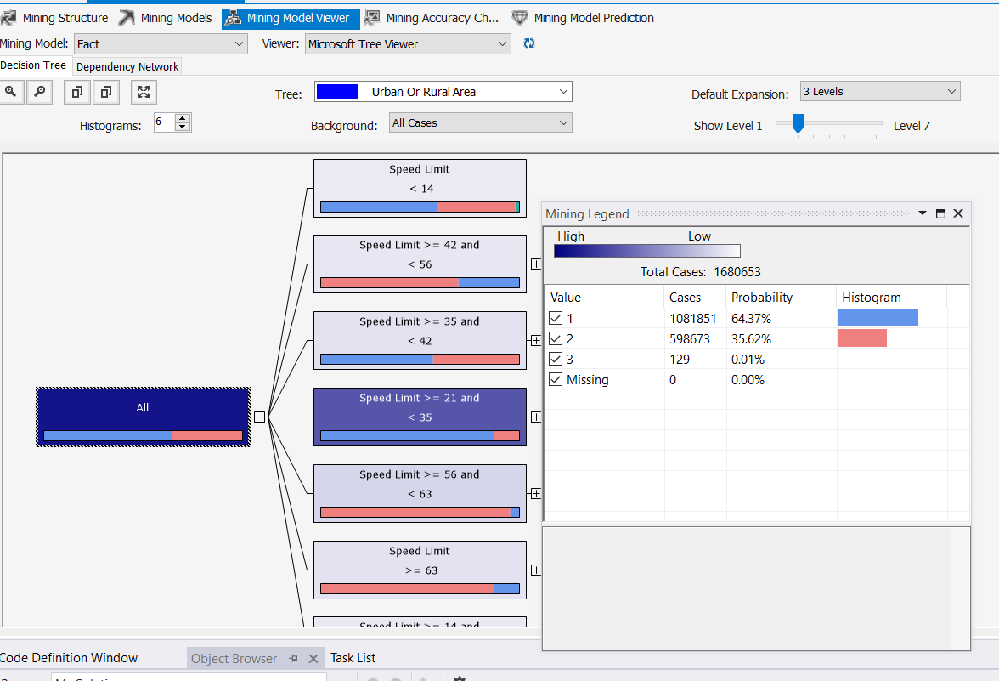 Mining Structure Mining Models Mining Model Viewer Mining Accuracy Ch... Mining Model Prediction
Mining Model: Fact Viewer: Microsoft Tree Viewer
Decision Tree Dependency Network
Tree: Urban Or Rural Area Default Expansion: 3 Levels
Histograms: 6 Background: All Cases Show Level 1 Level 7
Speed Limit
< 14
Speed Limit >= 42 and
< 56
Speed Limit >= 35 and
< 42
All
Speed Limit >= 21 and
< 35
Speed Limit >= 56 and
< 63
Speed Limit
>= 63
Speed Limit >= 14 and
Mining Legend
High Low
Total Cases: 1680653
Value Cases Probability Histogram
1 1081851 64.37%
2 598673 35.62%
3 129 0.01%
Missing 0 0.00%
Code Definition Window Object Browser Task List